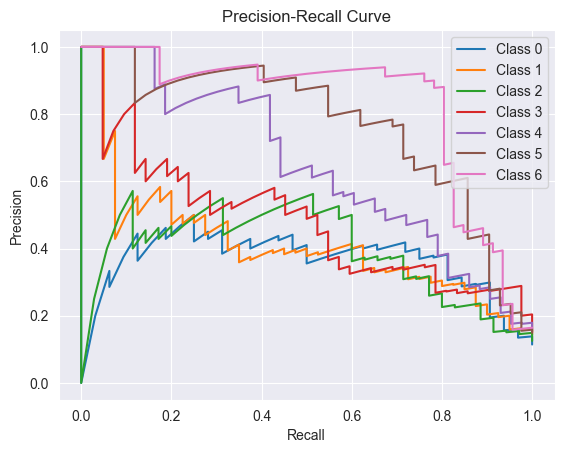 Precision-Recall Curve
Precision
1.0
0.8
0.6
0.4
0.2
0.0
0.0 0.2 0.4 0.6 0.8 1.0
Recall
Class 0
Class 1
Class 2
Class 3
Class 4
Class 5
Class 6